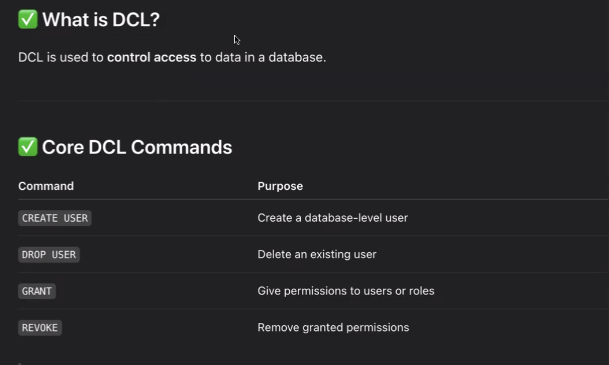 ✅ What is DCL?
DCL is used to control access to data in a database.
✅ Core DCL Commands
Command Purpose
CREATE USER Create a database-level user
DROP USER Delete an existing user
GRANT Give permissions to users or roles
REVOKE Remove granted permissions